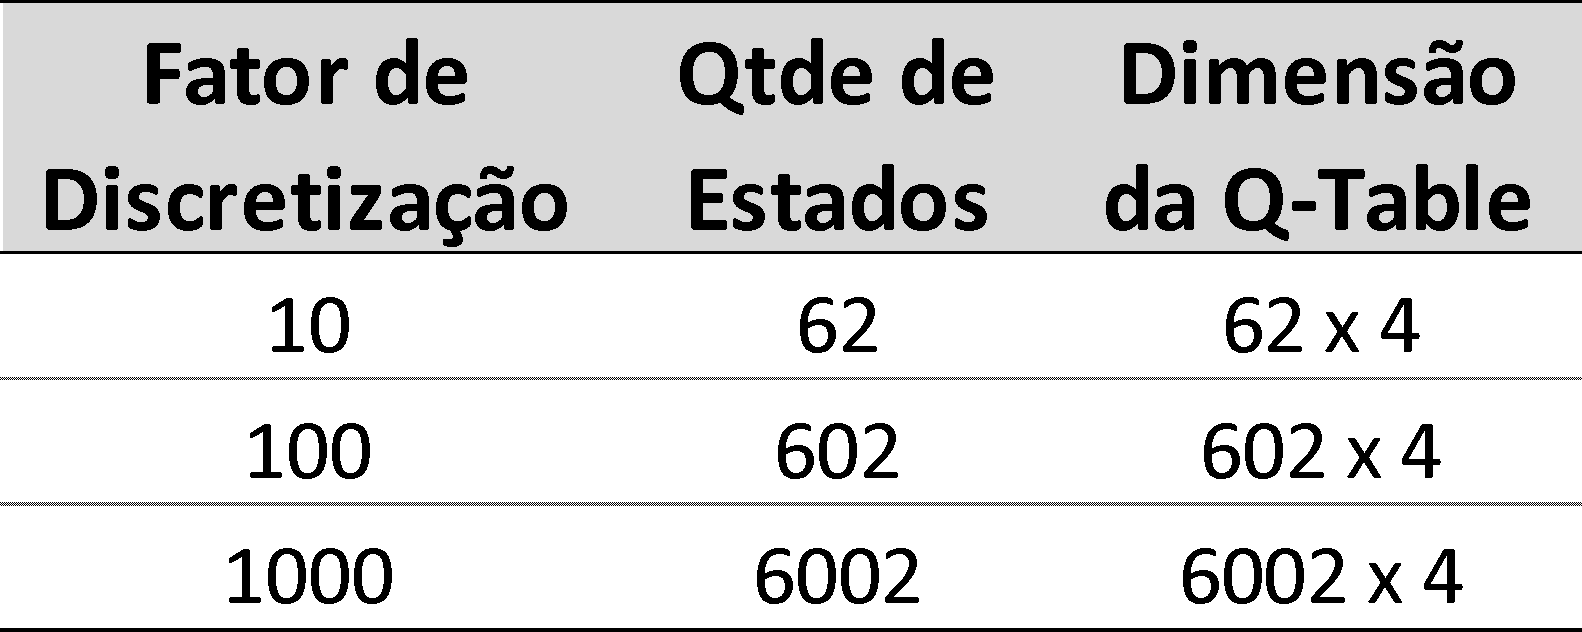 Fator de Discretização Qtde de Estados Dimensão da Q-Table
10 62 62 x 4
100 602 602 x 4
1000 6002 6002 x 4